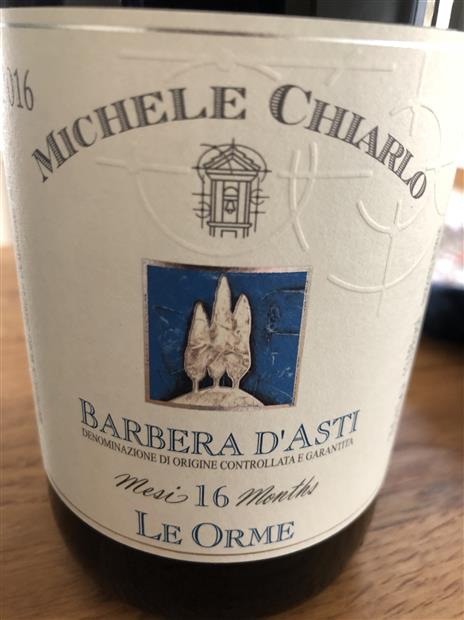 2016
MICHELE CHIARLO
BARBERA D'ASTI
DENOMINAZIONE DI ORIGINE CONTROLLATA E GARANTITA
Mesi 16 Months
LE ORME